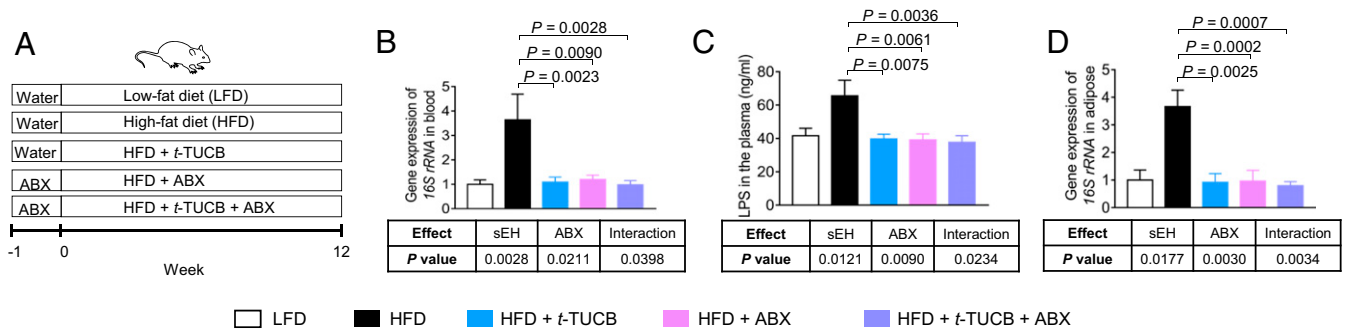 A
Water Low-fat diet (LFD)
Water High-fat diet (HFD)
Water HFD + t-TUCB
ABX HFD + ABX
ABX HFD + t-TUCB + ABX
-1 0 12
Week
B
P = 0.0028
P = 0.0090
P = 0.0023
Gene expression of
16S rRNA in blood
5
4
3
2
1
0
Effect sEH ABX Interaction
P value 0.0028 0.0211 0.0398
C
P = 0.0036
P = 0.0061
P = 0.0075
LPS in the plasma (ng/ml)
80
60
40
20
0
Effect sEH ABX Interaction
P value 0.0121 0.0090 0.0234
D
P = 0.0007
P = 0.0002
P = 0.0025
Gene expression of
16S rRNA in adipose
5
4
3
2
1
0
Effect sEH ABX Interaction
P value 0.0177 0.0030 0.0034
LFD HFD HFD + t-TUCB HFD + ABX HFD + t-TUCB + ABX